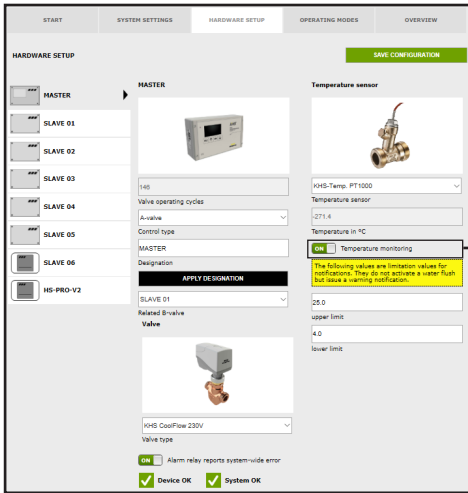 START
SYSTEM SETTINGS
HARDWARE SETUP
OPERATING MODES
OVERVIEW
HARDWARE SETUP
SAVE CONFIGURATION
MASTER
SLAVE 01
SLAVE 02
SLAVE 03
SLAVE 04
SLAVE 05
SLAVE 06
HS-PRO-V2
MASTER
146
Valve operating cycles
A-valve
Control type
MASTER
Designation
APPLY DESIGNATION
SLAVE 01
Related B-valve
Valve
KHS CoolFlow 230V
Valve type
ON Alarm relay reports system-wide error
Device OK
System OK
Temperature sensor
KHS-Temp. PT1000
Temperature sensor
-271.4
Temperature in °C
ON Temperature monitoring
The following values are limitation values for
notifications. They do not activate a water flush
but issue a warning notification.
25.0
upper limit
4.0
lower limit